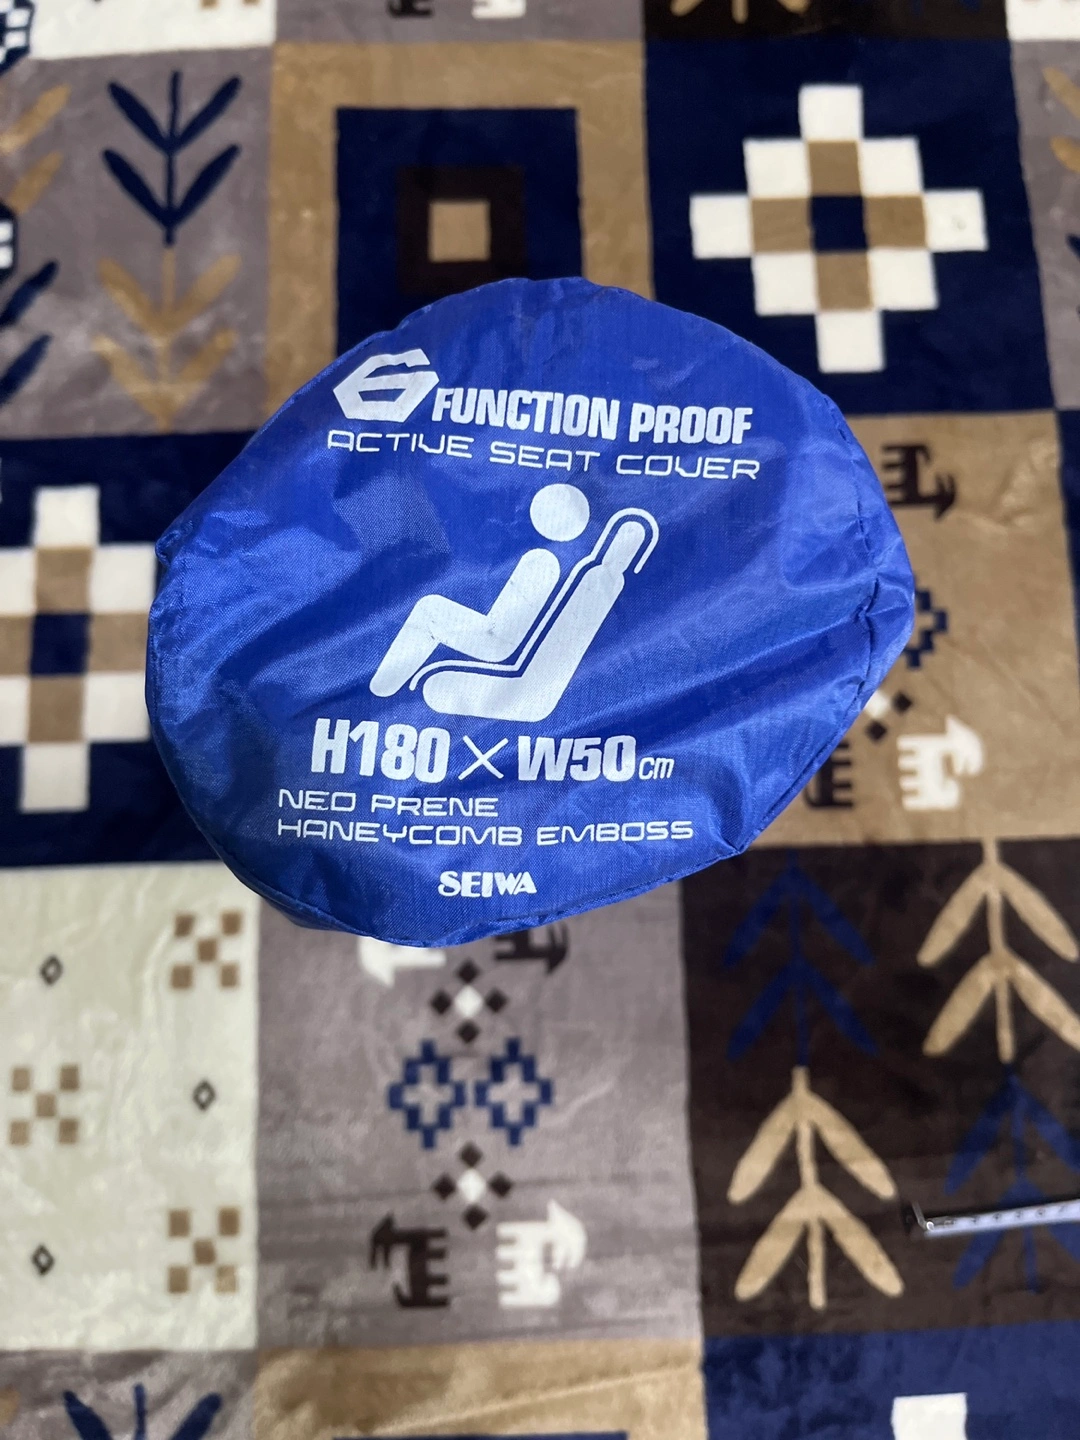 6 FUNCTION PROOF
ACTIVE SEAT COVER
H180 × W50cm
NEO PRENE
HANEYCOMB EMBOSS
SEIWA